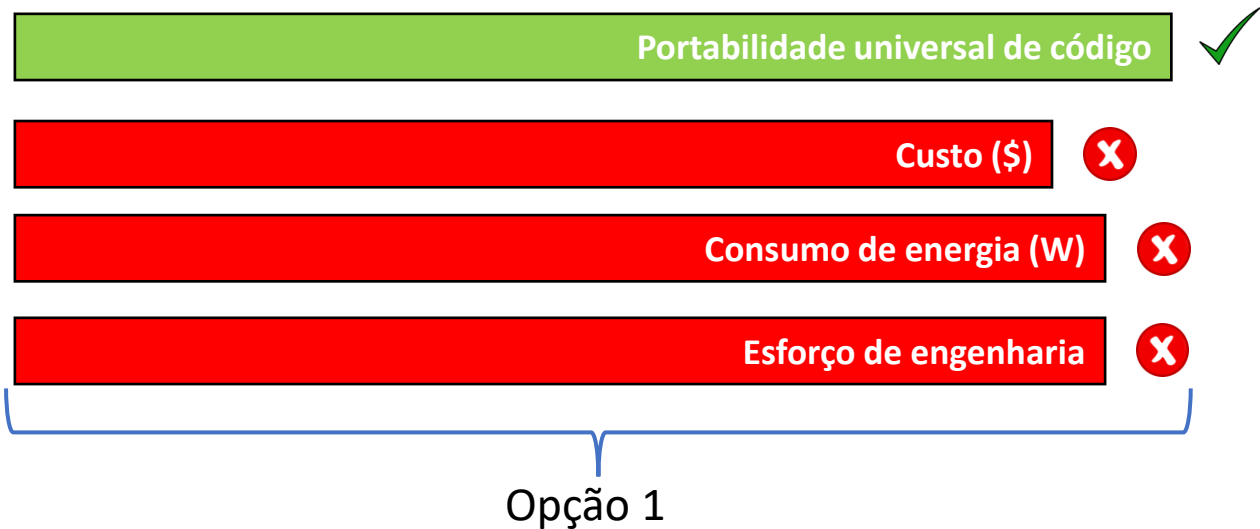 Portabilidade universal de código
Custo ($)
Consumo de energia (W)
Esforço de engenharia
Opção 1